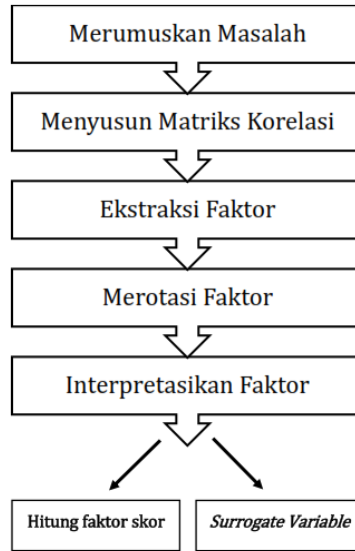 Merumuskan Masalah
Menyusun Matriks Korelasi
Ekstraksi Faktor
Merotasi Faktor
Interpretasikan Faktor
Hitung faktor skor
Surrogate Variable